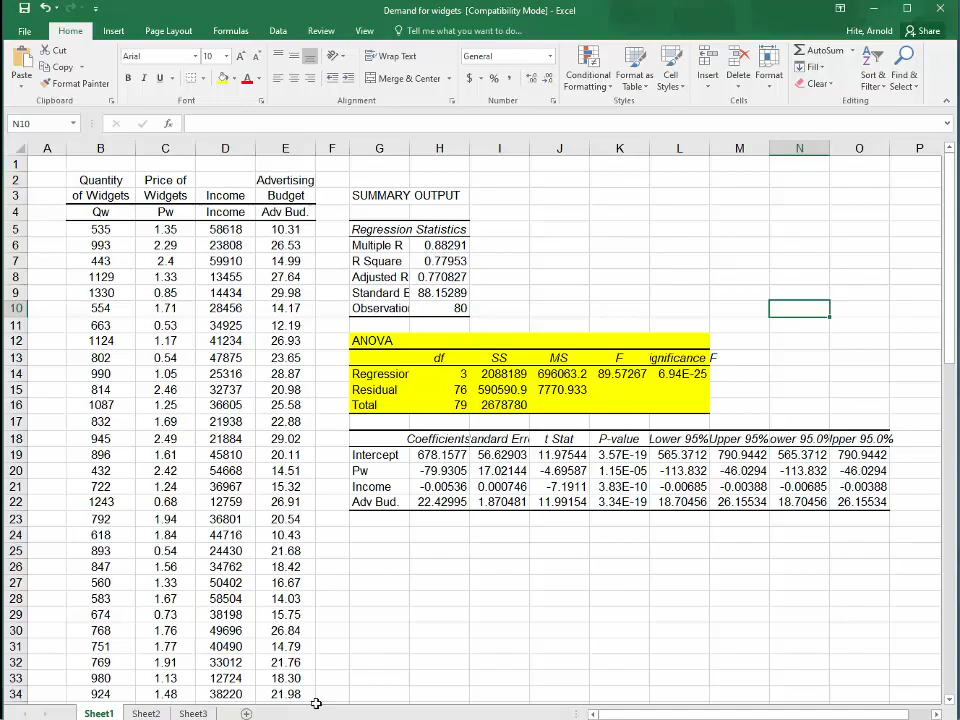 Demand for widgets [Compatibility Mode] - Excel
File Home Insert Page Layout Formulas Data Review View Tell me what you want to do... Hite, Arnold Share
Cut Arial 10 Wrap Text General AutoSum
Copy Fill
Paste Format Painter B I U Merge & Center $ % , Conditional Formatting Format as Table Cell Styles Insert Delete Format Clear Sort & Filter Find & Select
Clipboard Font Alignment Number Styles Cells Editing
N10 fx
A B C D E F G H I J K L M N O P
1
2 Quantity Price of Advertising
3 of Widgets Widgets Income Budget SUMMARY OUTPUT
4 Qw Pw Income Adv Bud.
5 535 1.35 58618 10.31 Regression Statistics
6 993 2.29 23808 26.53 Multiple R 0.88291
7 443 2.4 59910 14.99 R Square 0.77953
8 1129 1.33 13455 27.64 Adjusted R 0.770827
9 1330 0.85 14434 29.98 Standard E 88.15289
10 554 1.71 28456 14.17 Observation 80
11 663 0.53 34925 12.19
12 1124 1.17 41234 26.93 ANOVA
13 802 0.54 47875 23.65 df SS MS F ignificance F
14 990 1.05 25316 28.87 Regression 3 2088189 696063.2 89.57267 6.94E-25
15 814 2.46 32737 20.98 Residual 76 590590.9 7770.933
16 1087 1.25 36605 25.58 Total 79 2678780
17 832 1.69 21938 22.88
18 945 2.49 21884 29.02 Coefficients andard Err t Stat P-value Lower 95% Upper 95% ower 95.0% pper 95.0%
19 896 1.61 45810 20.11 Intercept 678.1577 56.62903 11.97544 3.57E-19 565.3712 790.9442 565.3712 790.9442
20 432 2.42 54668 14.51 Pw -79.9305 17.02144 -4.69587 1.15E-05 -113.832 -46.0294 -113.832 -46.0294
21 722 1.24 36967 15.32 Income -0.00536 0.000746 -7.1911 3.83E-10 -0.00685 -0.00388 -0.00685 -0.00388
22 1243 0.68 12759 26.91 Adv Bud. 22.42995 1.870481 11.99154 3.34E-19 18.70456 26.15534 18.70456 26.15534
23 792 1.94 36801 20.54
24 618 1.84 44716 10.43
25 893 0.54 24430 21.68
26 847 1.56 34762 18.42
27 560 1.33 50402 16.67
28 583 1.67 58504 14.03
29 674 0.73 38198 15.75
30 768 1.76 49696 26.84
31 751 1.77 40490 14.79
32 769 1.91 33012 21.76
33 980 1.13 12724 18.30
34 924 1.48 38220 21.98
Sheet1 Sheet2 Sheet3